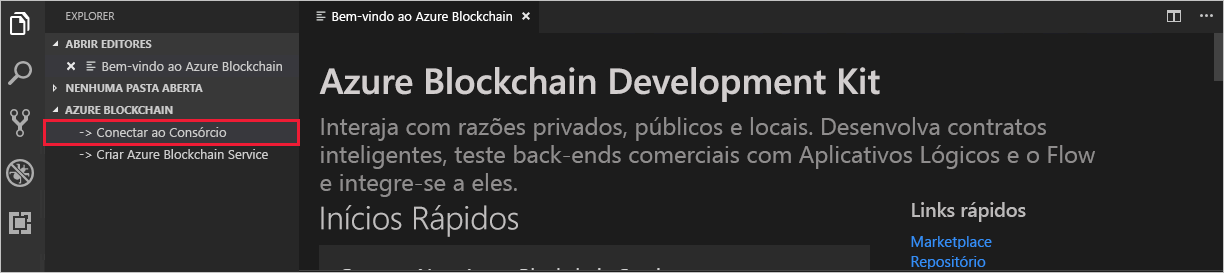 EXPLORER
ABRIR EDITORES
Bem-vindo ao Azure Blockchain
NENHUMA PASTA ABERTA
AZURE BLOCKCHAIN
-> Conectar ao Consórcio
-> Criar Azure Blockchain Service
Bem-vindo ao Azure Blockchain
Azure Blockchain Development Kit
Interaja com razões privados, públicos e locais. Desenvolva contratos
inteligentes, teste back-ends comerciais com Aplicativos Lógicos e o Flow
e integre-se a eles.
Inícios Rápidos
Links rápidos
Marketplace
Repositório